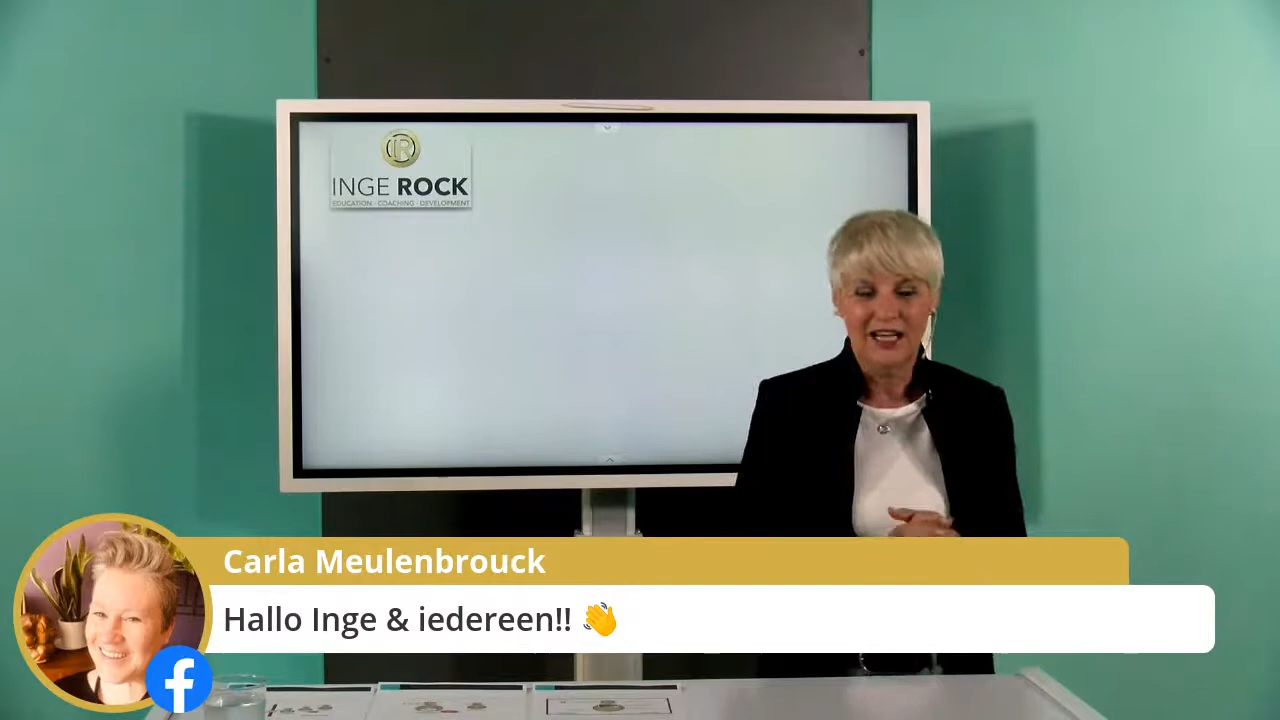 INGE ROCK
EDUCATION · COACHING · DEVELOPMENT
Carla Meulenbrouck
Hallo Inge & iedereen!! 👋